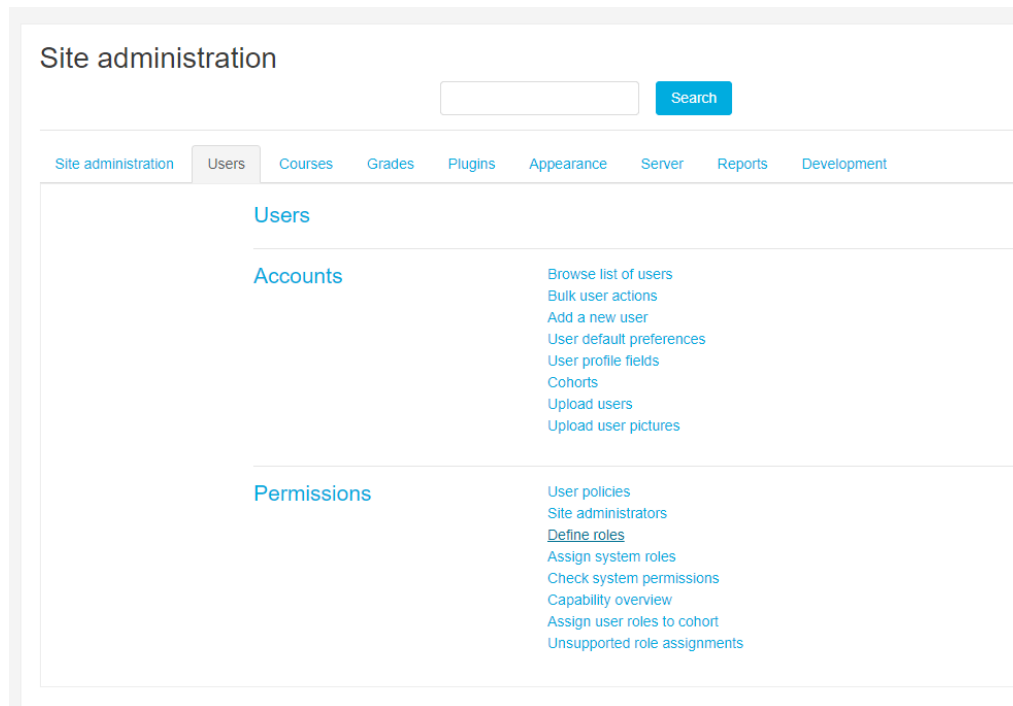 Site administration
Search
Site administration Users Courses Grades Plugins Appearance Server Reports Development
Users
Accounts
Browse list of users
Bulk user actions
Add a new user
User default preferences
User profile fields
Cohorts
Upload users
Upload user pictures
Permissions
User policies
Site administrators
Define roles
Assign system roles
Check system permissions
Capability overview
Assign user roles to cohort
Unsupported role assignments